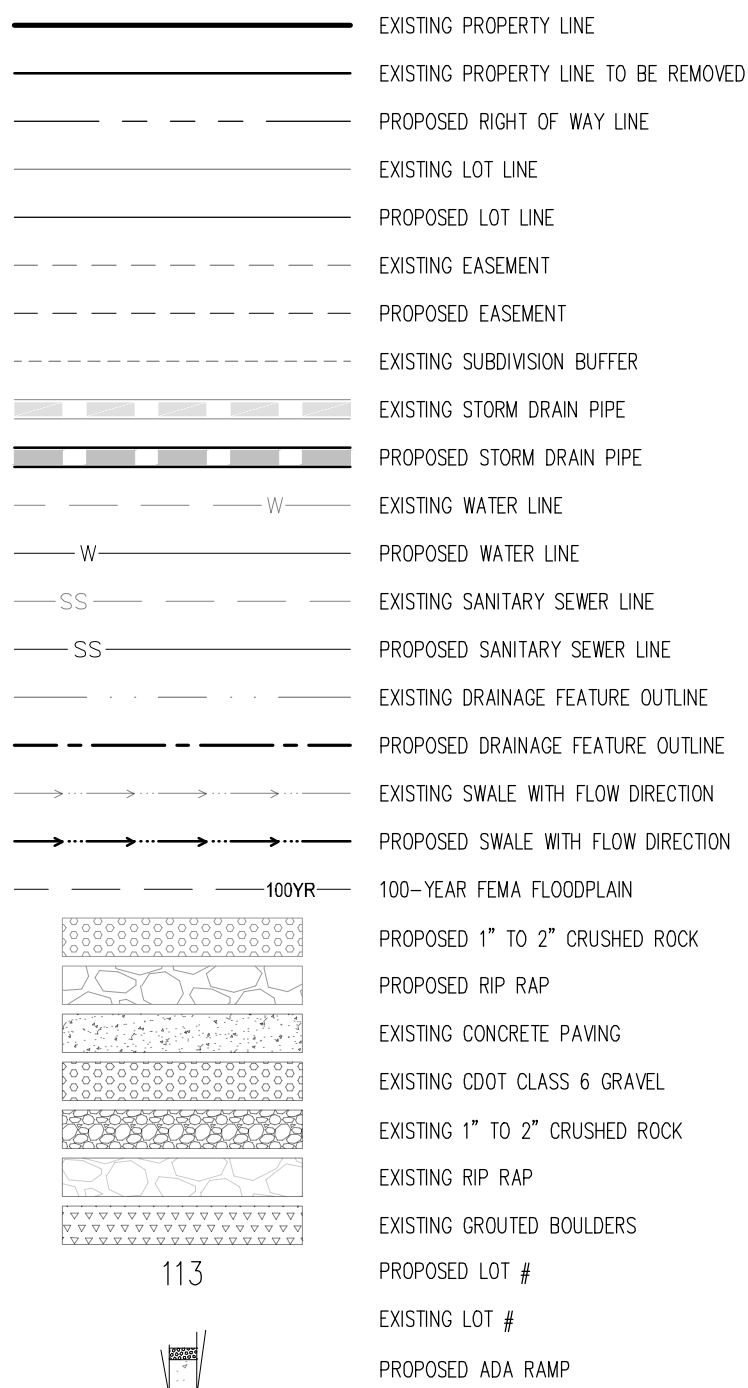 EXISTING PROPERTY LINE
EXISTING PROPERTY LINE TO BE REMOVED
PROPOSED RIGHT OF WAY LINE
EXISTING LOT LINE
PROPOSED LOT LINE
EXISTING EASEMENT
PROPOSED EASEMENT
EXISTING SUBDIVISION BUFFER
EXISTING STORM DRAIN PIPE
PROPOSED STORM DRAIN PIPE
W EXISTING WATER LINE
W PROPOSED WATER LINE
SS EXISTING SANITARY SEWER LINE
SS PROPOSED SANITARY SEWER LINE
EXISTING DRAINAGE FEATURE OUTLINE
PROPOSED DRAINAGE FEATURE OUTLINE
EXISTING SWALE WITH FLOW DIRECTION
PROPOSED SWALE WITH FLOW DIRECTION
100YR 100-YEAR FEMA FLOODPLAIN
PROPOSED 1" TO 2" CRUSHED ROCK
PROPOSED RIP RAP
EXISTING CONCRETE PAVING
EXISTING CDOT CLASS 6 GRAVEL
EXISTING 1" TO 2" CRUSHED ROCK
EXISTING RIP RAP
EXISTING GROUTED BOULDERS
113 PROPOSED LOT #
EXISTING LOT #
PROPOSED ADA RAMP